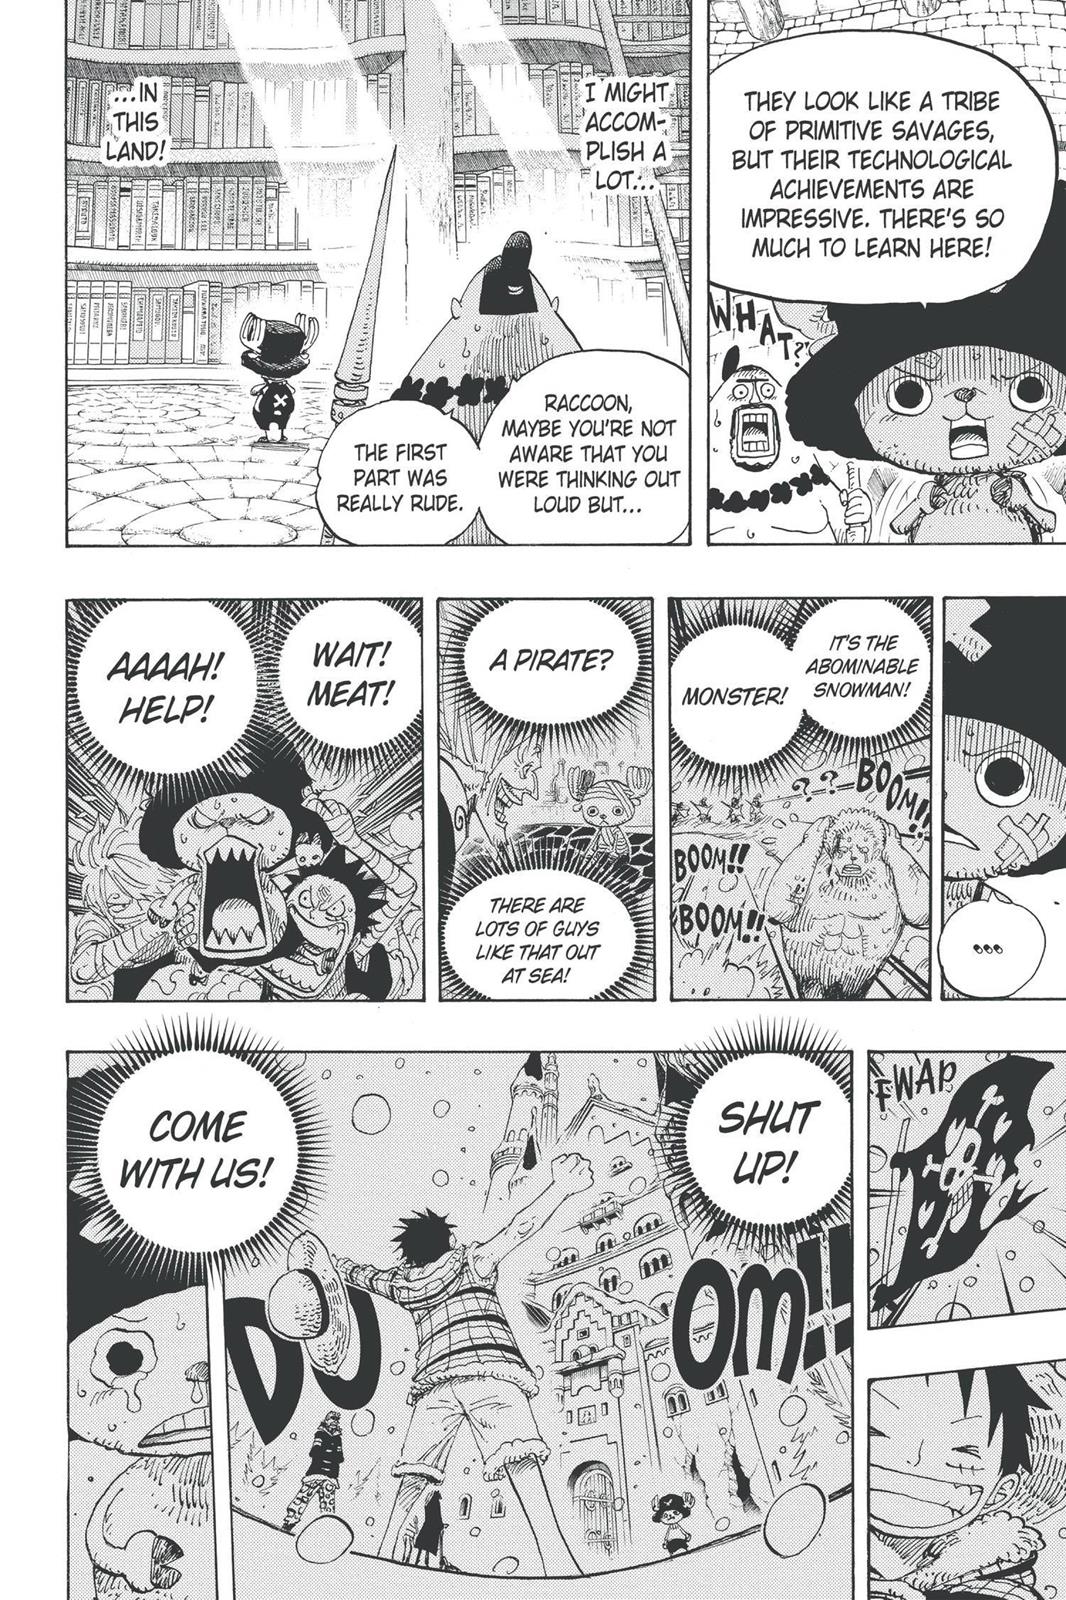 THEY LOOK LIKE A TRIBE
OF PRIMITIVE SAVAGES,
BUT THEIR TECHNOLOGICAL
ACHIEVEMENTS ARE
IMPRESSIVE. THERE'S SO
MUCH TO LEARN HERE!
WHAT?
I MIGHT
ACCOM-
PLISH A
LOT...
...IN
THIS
LAND!
RACCOON,
MAYBE YOU'RE NOT
AWARE THAT YOU
WERE THINKING OUT
LOUD BUT...
THE FIRST
PART WAS
REALLY RUDE.
...
IT'S THE
ABOMINABLE
SNOWMAN!
MONSTER!
? ?
BOOM!!
BOOM!!
BOOM!!
A PIRATE?
THERE ARE
LOTS OF GUYS
LIKE THAT OUT
AT SEA!
WAIT!
MEAT!
AAAAH!
HELP!
FWAP
SHUT
UP!
COME
WITH US!
DOOM!!